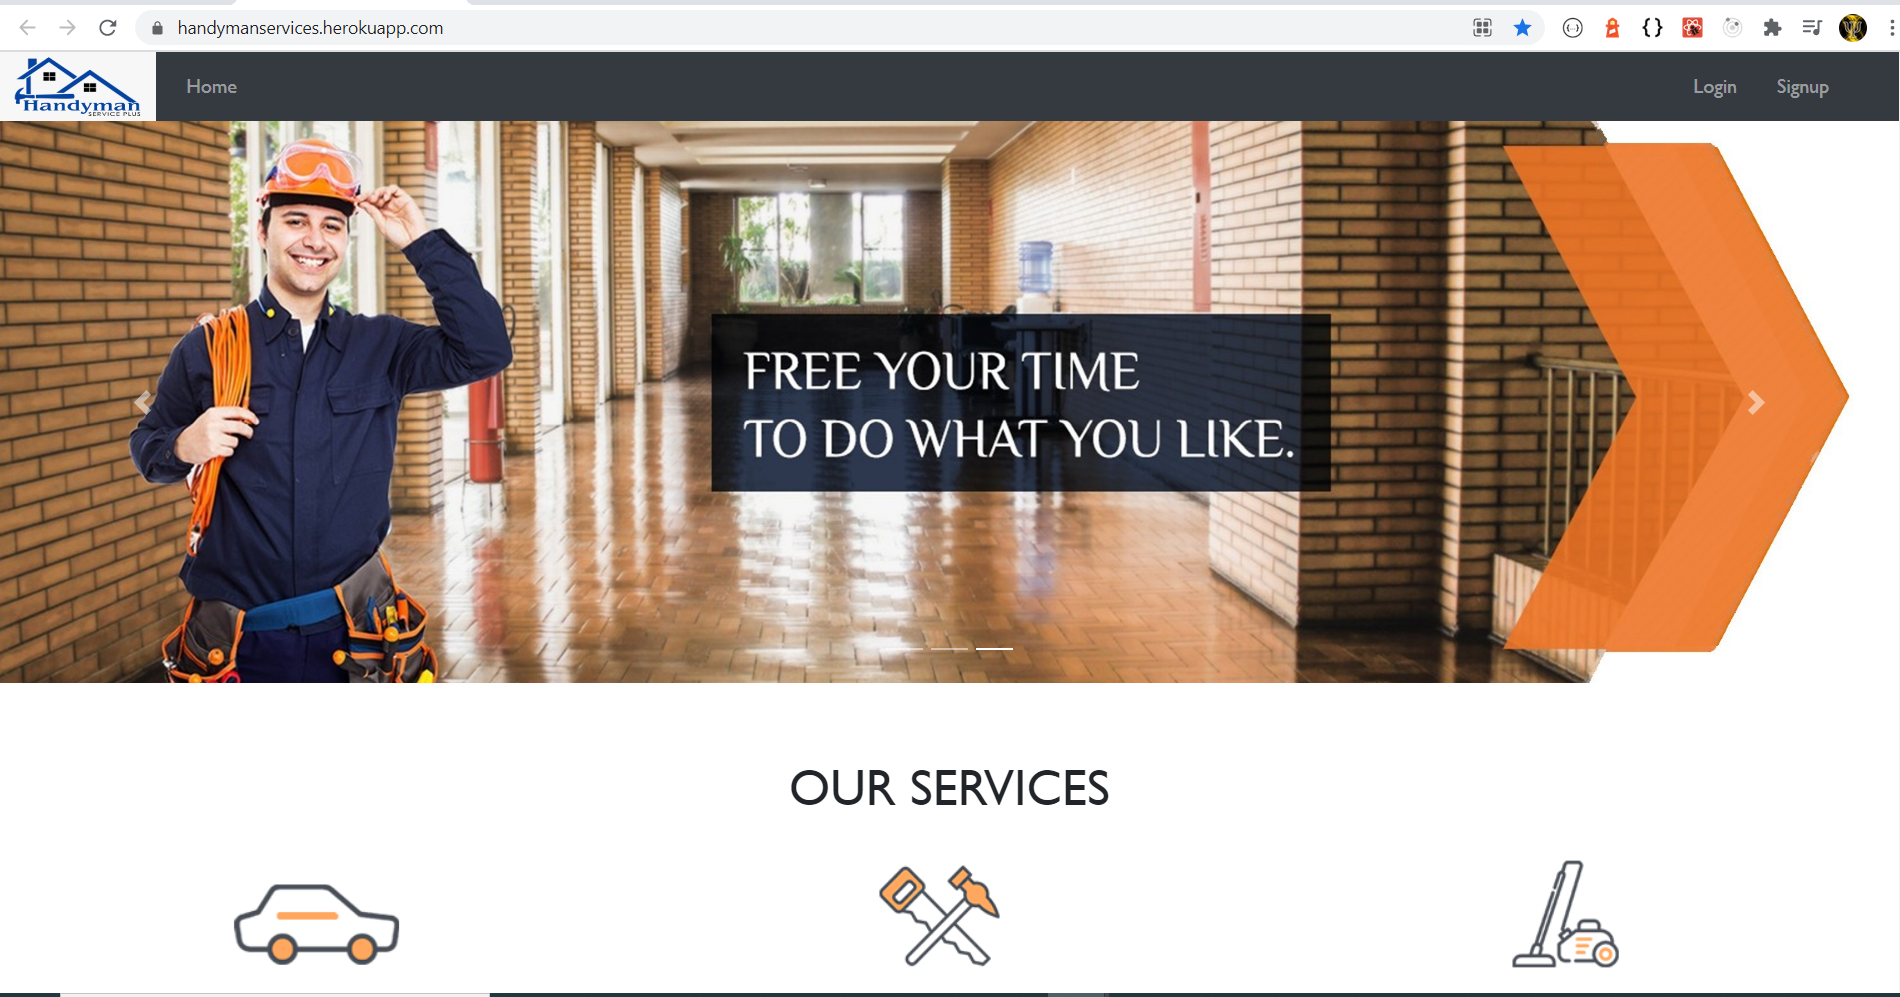 handymanservices.herokuapp.com
Handyman
SERVICE PLUS
Home
Login
Signup
FREE YOUR TIME
TO DO WHAT YOU LIKE.
OUR SERVICES